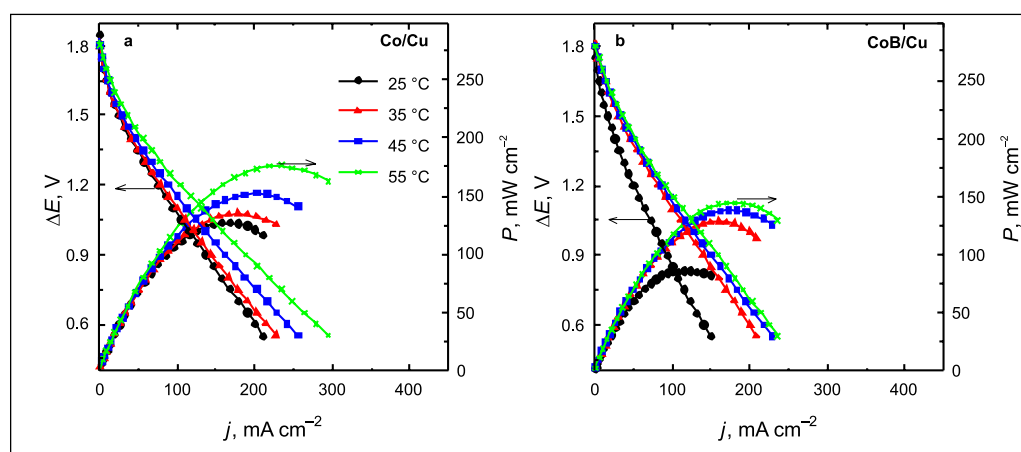 a
Co/Cu
1.8
1.5
1.2
0.9
0.6
ΔE, V
25 °C
35 °C
45 °C
55 °C
250
200
150
100
50
0
P, mW cm⁻²
0
100
200
300
400
j, mA cm⁻²
b
CoB/Cu
1.8
1.5
1.2
0.9
0.6
ΔE, V
250
200
150
100
50
0
P, mW cm⁻²
0
100
200
300
400
j, mA cm⁻²